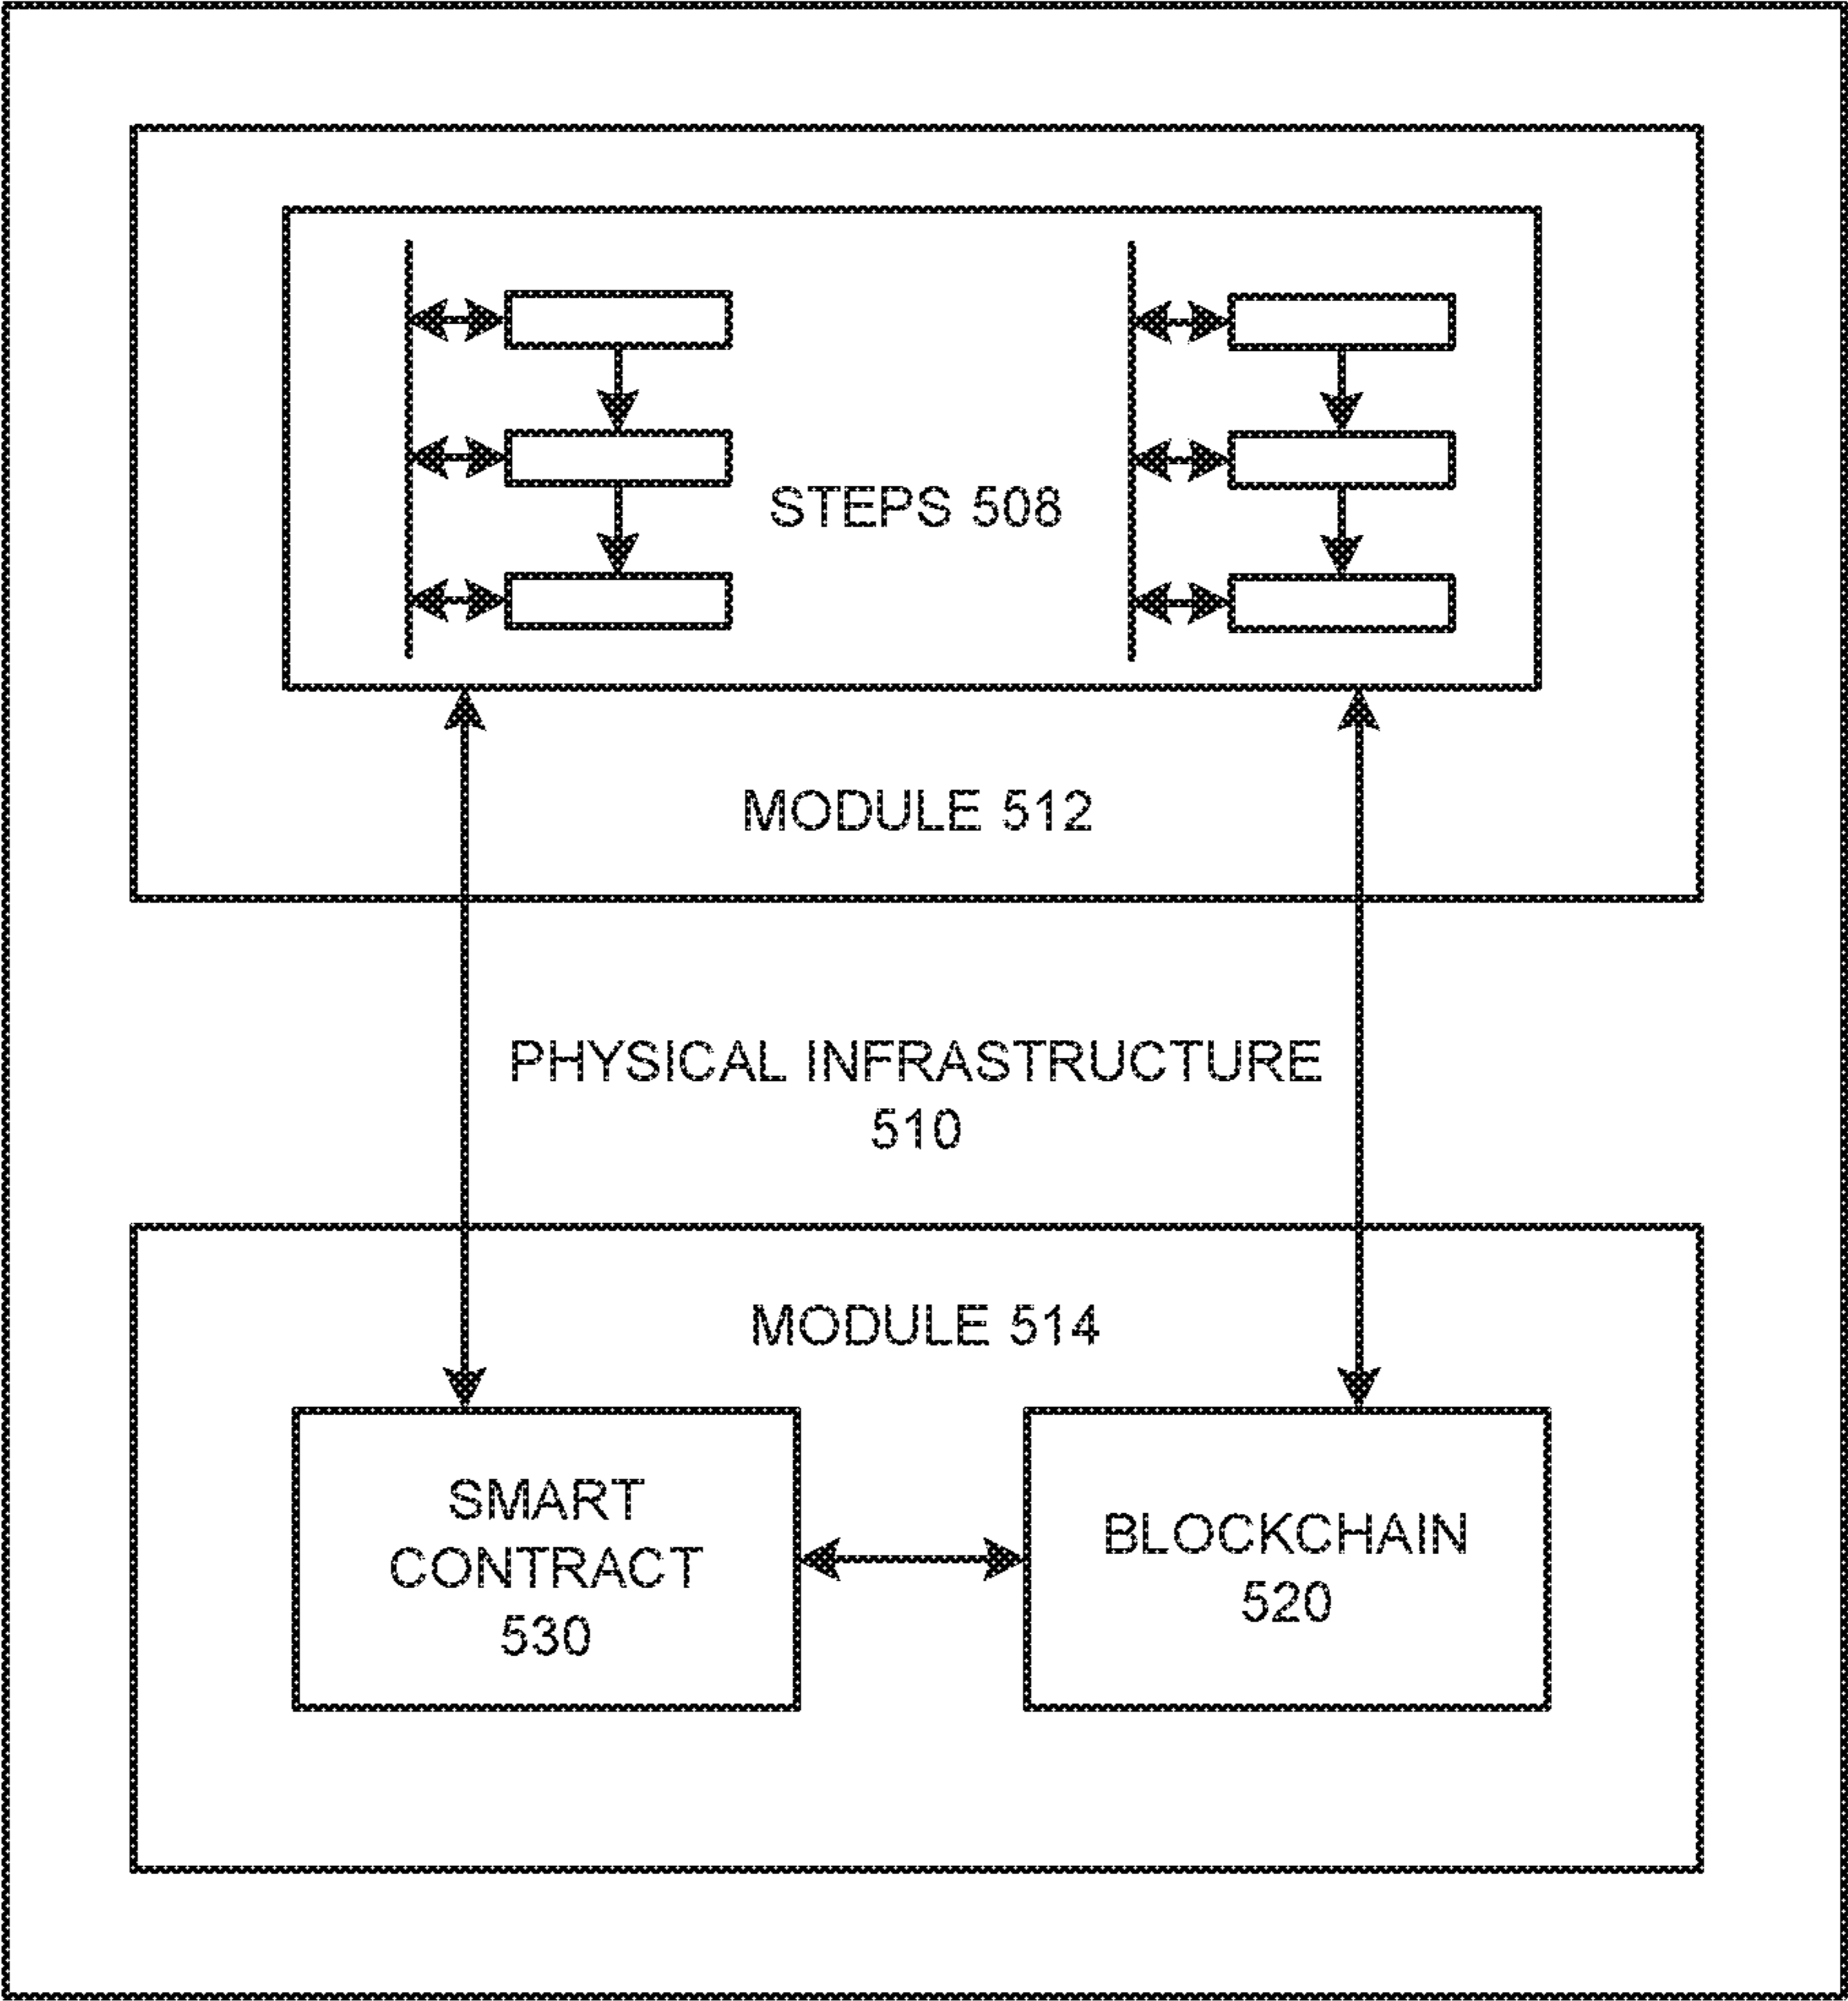 STEPS 508
MODULE 512
PHYSICAL INFRASTRUCTURE
510
MODULE 514
SMART
CONTRACT
530
BLOCKCHAIN
520